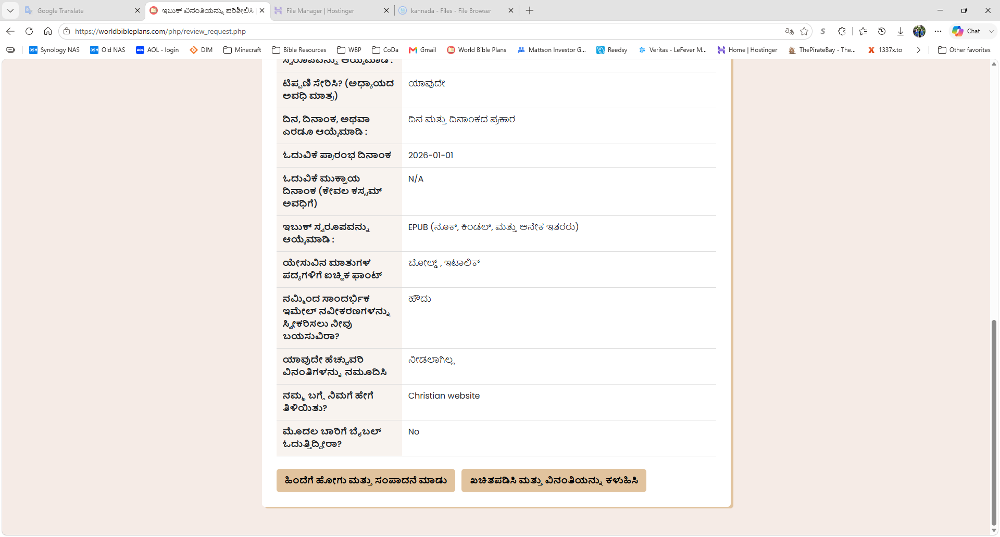 Google Translate
ಇಬುಕ್ ವಿನಂತಿಯನ್ನು ಪರಿಶೀಲಿಸಿ |
File Manager | Hostinger
kannada - Files - File Browser
https://worldbibleplans.com/php/review_request.php
Chat
Synology NAS
Old NAS
AOL - login
DIM
Minecraft
Bible Resources
WBP
CoDa
Gmail
World Bible Plans
Mattson Investor G...
Reedsy
Veritas - LeFever M...
Home | Hostinger
ThePirateBay - The...
1337x.to
Other favorites
ಸ್ವರೂಪವನ್ನು ಆಯ್ಕೆಮಾಡಿ :
ಟಿಪ್ಪಣಿ ಸೇರಿಸಿ? (ಅಧ್ಯಾಯದ
ಅವಧಿ ಮಾತ್ರ)
ಯಾವುದೇ
ದಿನ, ದಿನಾಂಕ, ಅಥವಾ
ಎರಡೂ ಆಯ್ಕೆಮಾಡಿ :
ದಿನ ಮತ್ತು ದಿನಾಂಕದ ಪ್ರಕಾರ
ಓದುವಿಕೆ ಪ್ರಾರಂಭ ದಿನಾಂಕ
2026-01-01
ಓದುವಿಕೆ ಮುಕ್ತಾಯ
ದಿನಾಂಕ (ಕೇವಲ ಕಸ್ಟಮ್
ಅವಧಿಗೆ)
N/A
ಇಬುಕ್ ಸ್ವರೂಪವನ್ನು
ಆಯ್ಕೆಮಾಡಿ :
EPUB (ನೂಕ್, ಕಿಂಡಲ್, ಮತ್ತು ಅನೇಕ ಇತರರು)
ಯೇಸುವಿನ ಮಾತುಗಳ
ಪದ್ಯಗಳಿಗೆ ಐಚ್ಛಿಕ ಫಾಂಟ್
ಬೋಲ್ಡ್ , ಇಟಾಲಿಕ್
ನಮ್ಮಿಂದ ಸಾಂದರ್ಭಿಕ
ಇಮೇಲ್ ನವೀಕರಣಗಳನ್ನು
ಸ್ವೀಕರಿಸಲು ನೀವು
ಬಯಸುವಿರಾ?
ಹೌದು
ಯಾವುದೇ ಹೆಚ್ಚುವರಿ
ವಿನಂತಿಗಳನ್ನು ನಮೂದಿಸಿ
ನೀಡಲಾಗಿಲ್ಲ
ನಮ್ಮ ಬಗ್ಗೆ ನಿಮಗೆ ಹೇಗೆ
ತಿಳಿಯಿತು?
Christian website
ಮೊದಲ ಬಾರಿಗೆ ಬೈಬಲ್
ಓದುತ್ತಿದ್ದೀರಾ?
No
ಹಿಂದೆಗೆ ಹೋಗು ಮತ್ತು ಸಂಪಾದನೆ ಮಾಡು
ಖಚಿತಪಡಿಸಿ ಮತ್ತು ವಿನಂತಿಯನ್ನು ಕಳುಹಿಸಿ